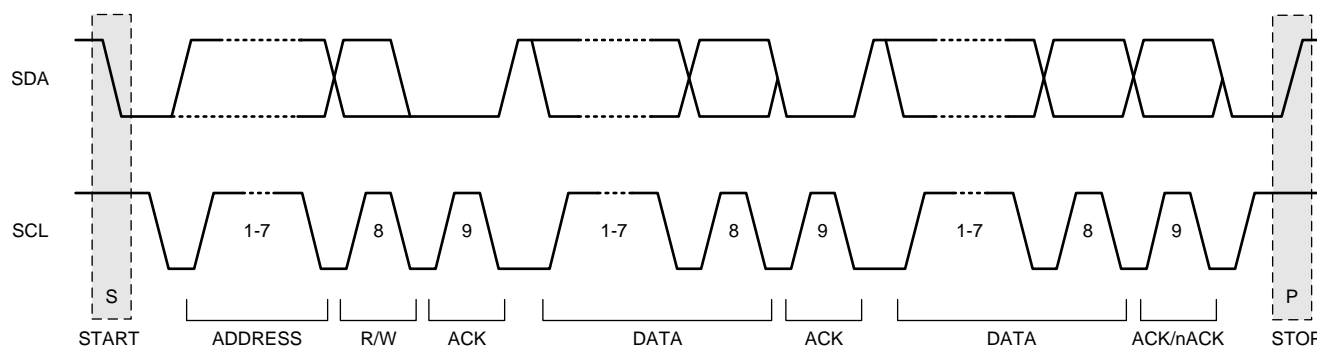 SDA
SCL
1-7 8 9 1-7 8 9 1-7 8 9
S P
START ADDRESS R/W ACK DATA ACK DATA ACK/nACK STOP